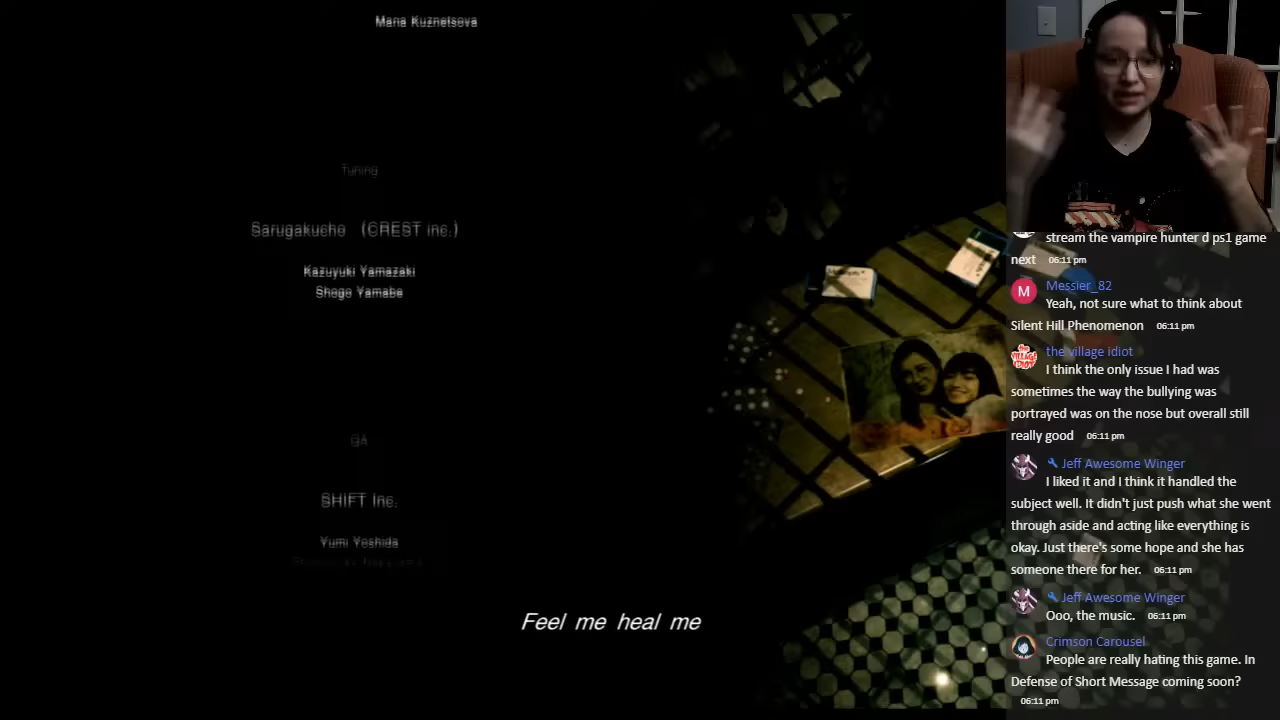 Maria Kuznetsova
Tuning
Sarugakucho (CREST inc.)
Kazuyuki Yamazaki
Shogo Yamabe
QA
SHIFT Inc.
Yumi Yoshida
Feel me heal me
stream the vampire hunter d ps1 game
next 06:11 pm
M
Messier_82
Yeah, not sure what to think about
Silent Hill Phenomenon 06:11 pm
the village idiot
I think the only issue I had was
sometimes the way the bullying was
portrayed was on the nose but overall still
really good 06:11 pm
Jeff Awesome Winger
I liked it and I think it handled the
subject well. It didn't just push what she went
through aside and acting like everything is
okay. Just there's some hope and she has
someone there for her. 06:11 pm
Jeff Awesome Winger
Ooo, the music. 06:11 pm
Crimson Carousel
People are really hating this game. In
Defense of Short Message coming soon?
06:11 pm